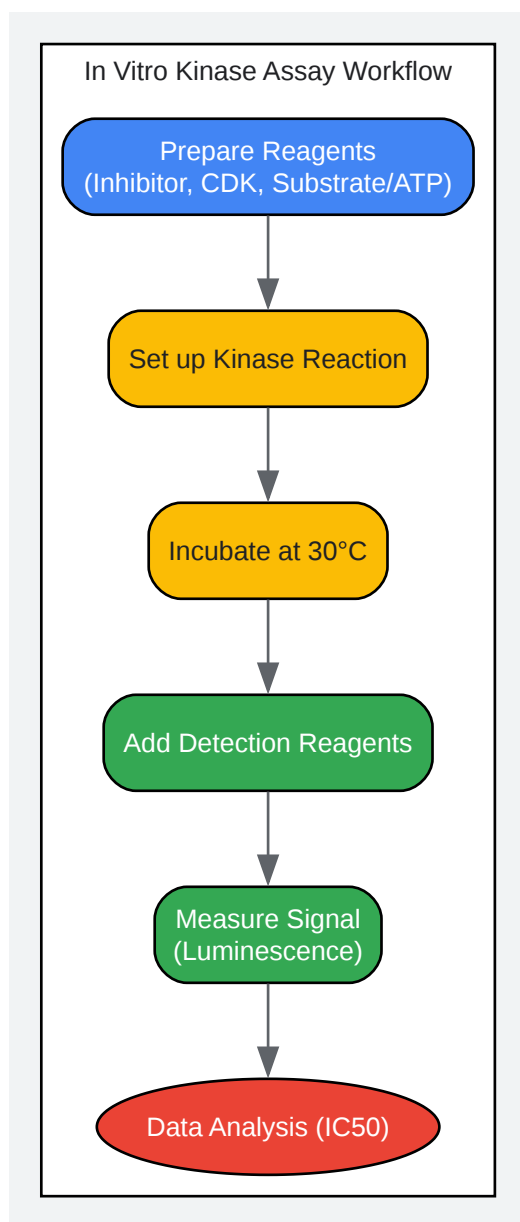 In Vitro Kinase Assay Workflow
Prepare Reagents
(Inhibitor, CDK, Substrate/ATP)
Set up Kinase Reaction
Incubate at 30°C
Add Detection Reagents
Measure Signal
(Luminescence)
Data Analysis (IC50)